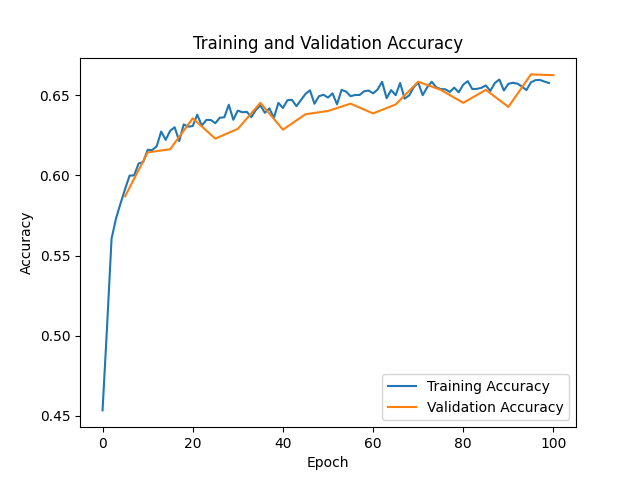 Training and Validation Accuracy
Accuracy
0.65
0.60
0.55
0.50
0.45
Training Accuracy
Validation Accuracy
0
20
40
60
80
100
Epoch